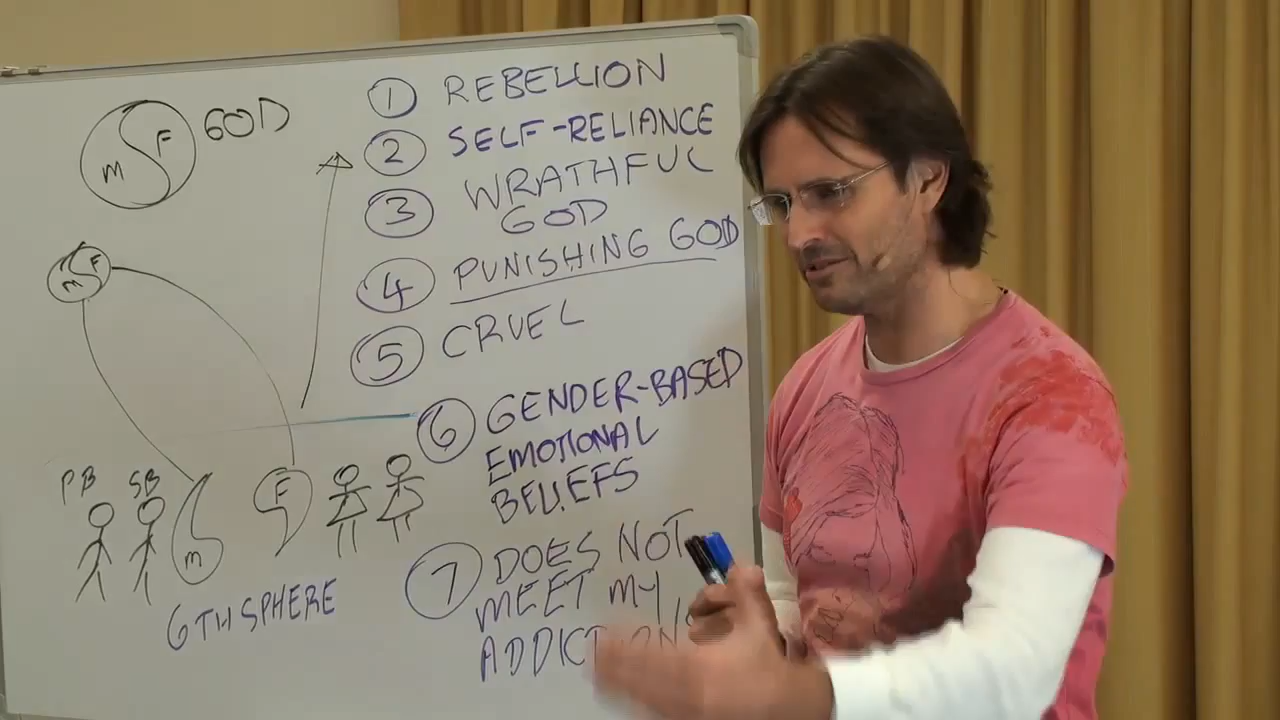 M F GOD
M F
PB SB
M F
6TH SPHERE
1 REBELLION
2 SELF-RELIANCE
3 WRATHFUL
GOD
4 PUNISHING GOD
5 CRUEL
6 GENDER-BASED
EMOTIONAL
BELIEFS
7 DOES NOT
MEET MY